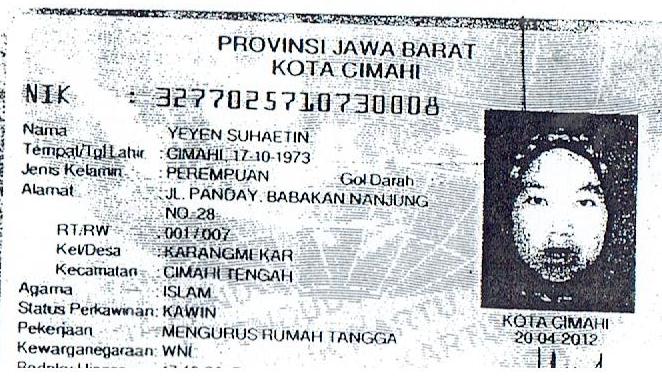 PROVINSI JAWA BARAT
KOTA CIMAHI
NIK : 3277025710730008
Nama YEYEN SUHAETIN
Tempat/Tgl Lahir : CIMAHI, 17-10-1973
Jenis Kelamin : PEREMPUAN Gol Darah
Alamat : JL. PANDAY. BABAKAN NANJUNG
NO 28
RT.RW : 001/007
Kel/Desa : KARANGMEKAR
Kecamatan : CIMAHI TENGAH
Agama : ISLAM
Status Perkawinan: KAWIN
Pekerjaan : MENGURUS RUMAH TANGGA
Kewarganegaraan: WNI
KOTA CIMAHI
20-04-2012